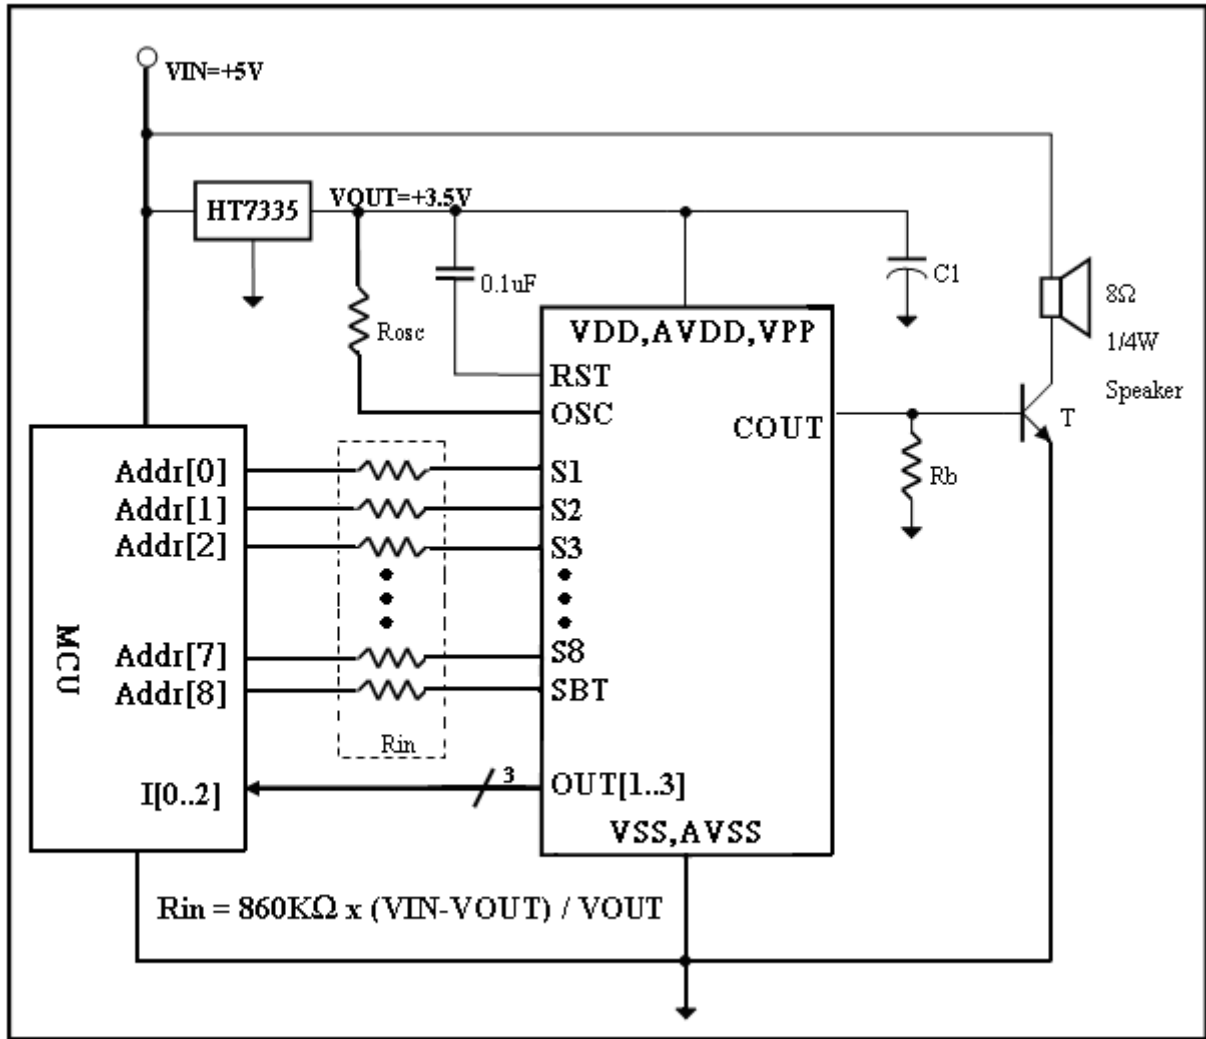 VIN=+5V
HT7335
VOUT=+3.5V
0.1uF
C1
Rosc
8Ω
1/4W
Speaker
VDD,AVDD,VPP
RST
OSC
COUT
T
Rb
MCU
Addr[0]
Addr[1]
Addr[2]
Addr[7]
Addr[8]
I[0..2]
Rin
S1
S2
S3
S8
SBT
3
OUT[1..3]
VSS,AVSS
Rin = 860KΩ x (VIN-VOUT) / VOUT